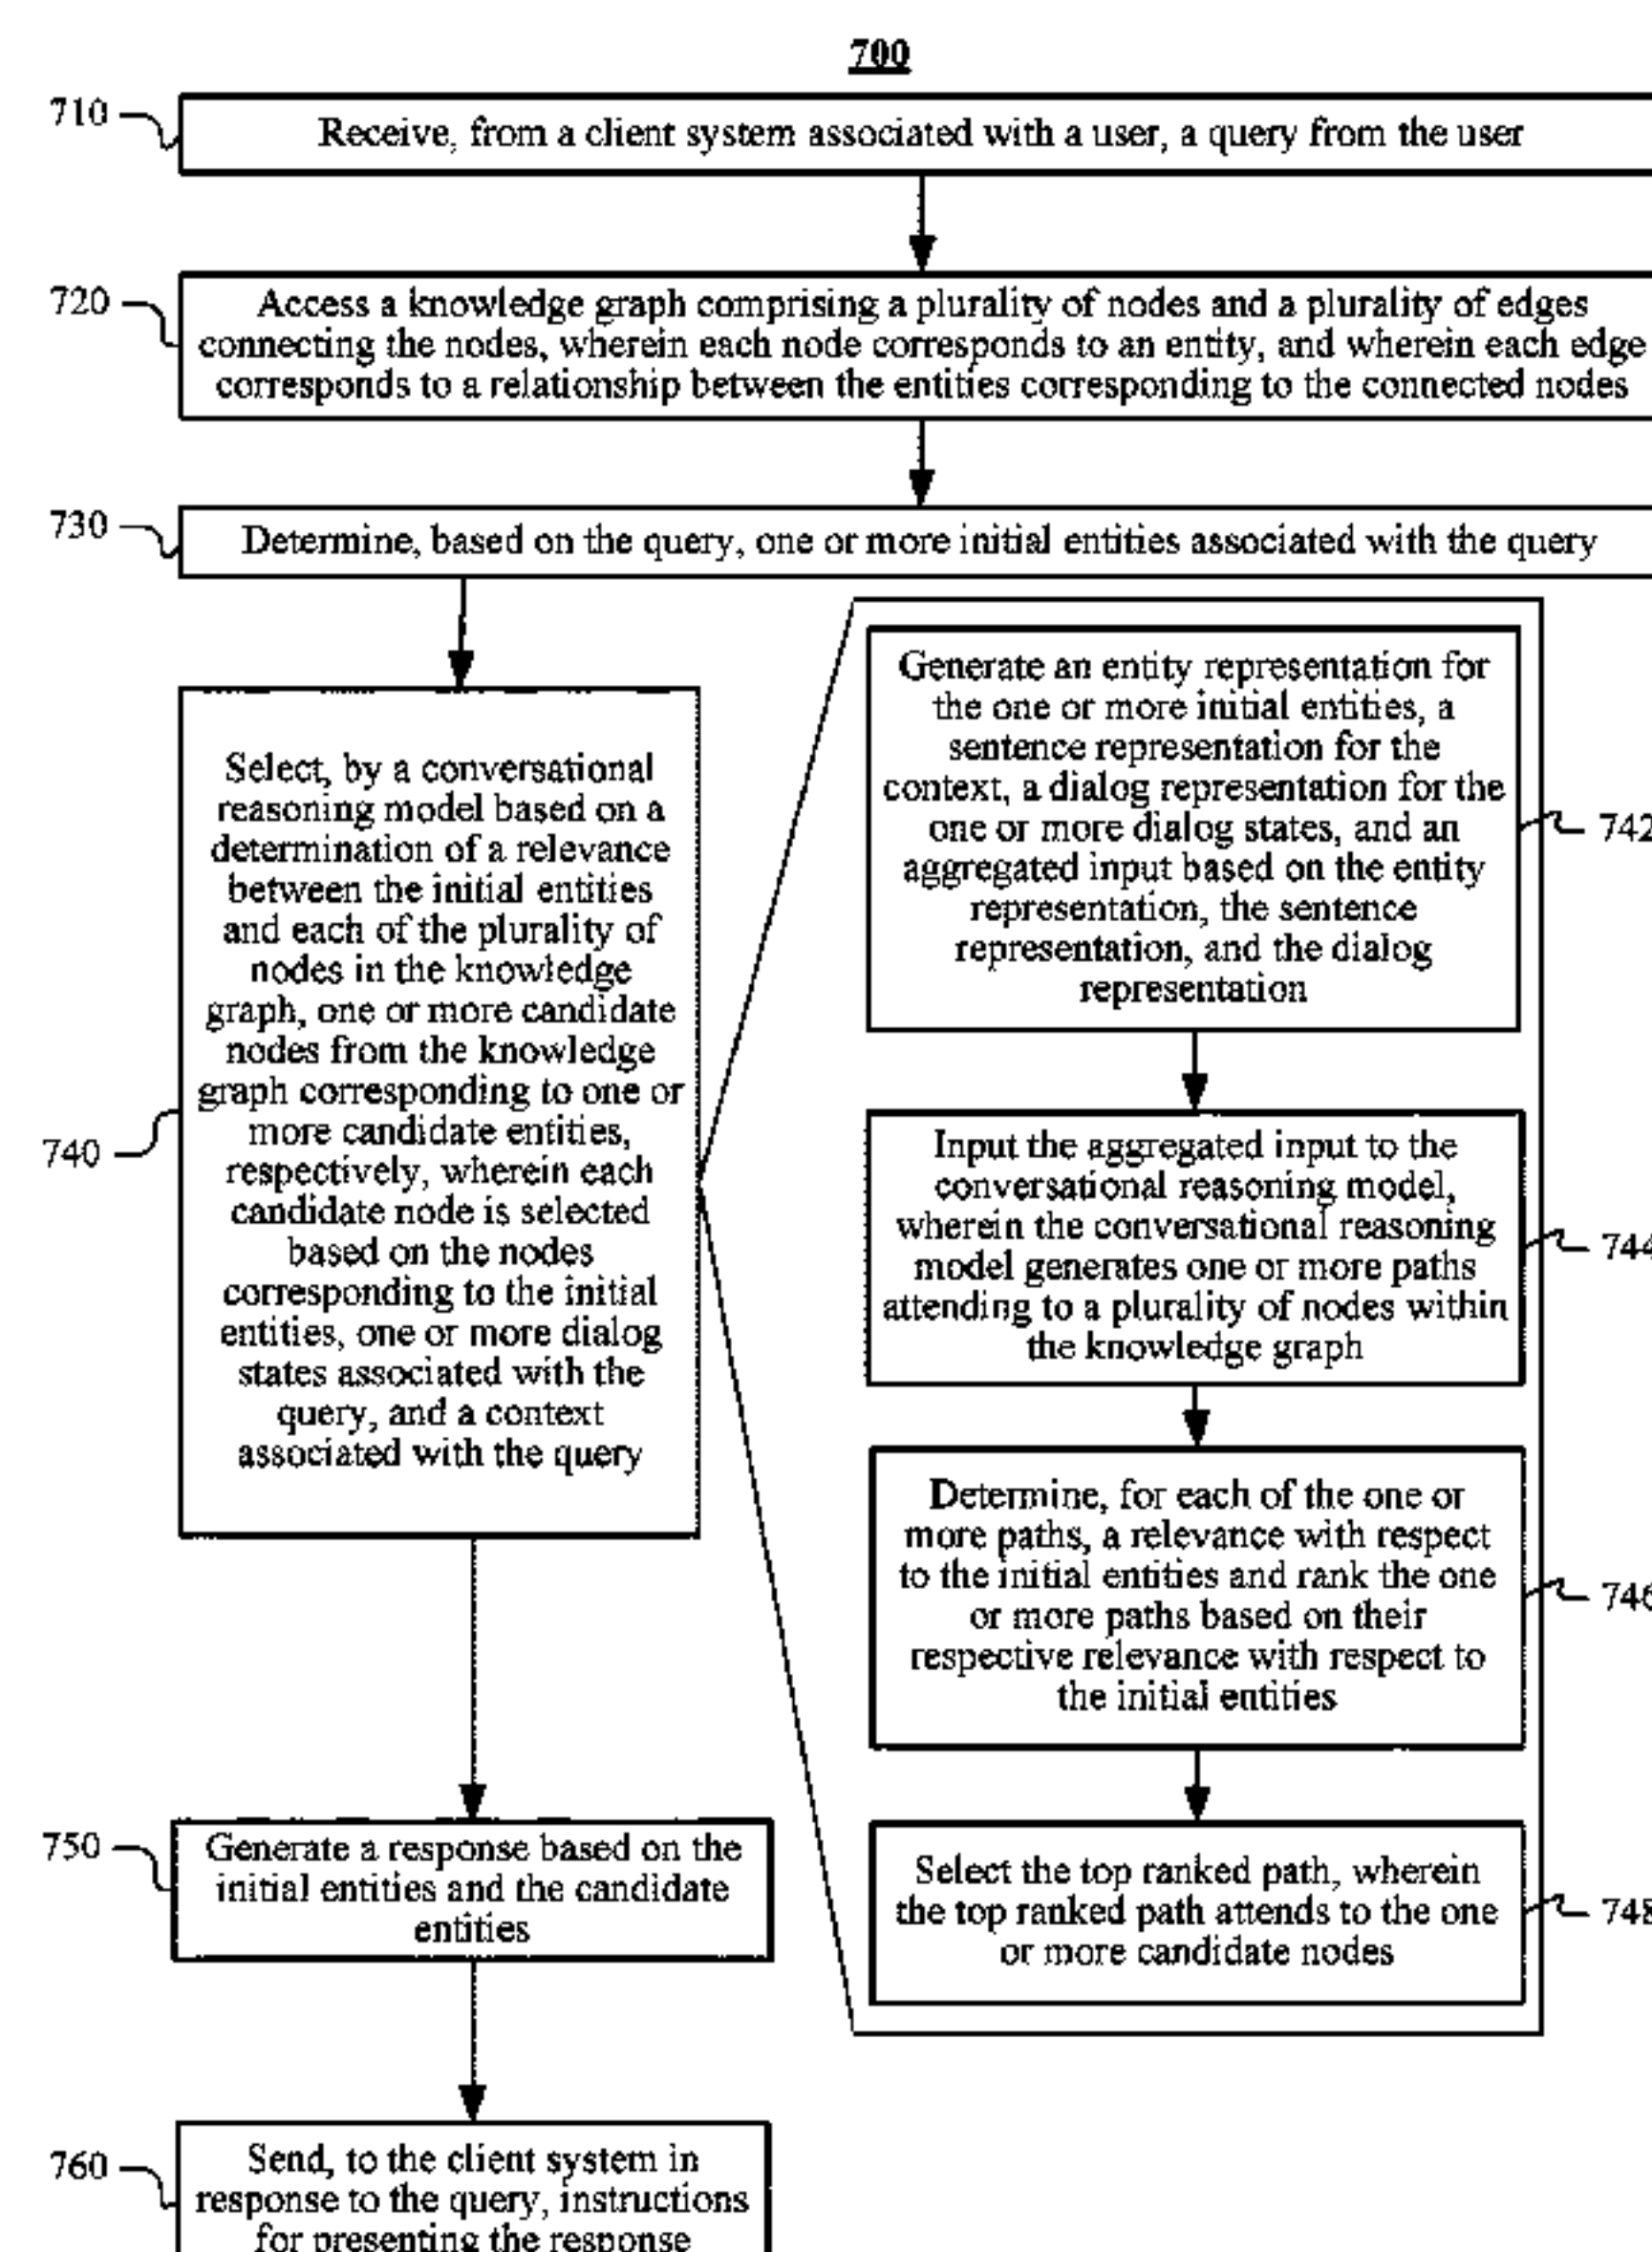 700
710
Receive, from a client system associated with a user, a query from the user
720
Access a knowledge graph comprising a plurality of nodes and a plurality of edges
connecting the nodes, wherein each node corresponds to an entity, and wherein each edge
corresponds to a relationship between the entities corresponding to the connected nodes
730
Determine, based on the query, one or more initial entities associated with the query
740
Select, by a conversational
reasoning model based on a
determination of a relevance
between the initial entities
and each of the plurality of
nodes in the knowledge
graph, one or more candidate
nodes from the knowledge
graph corresponding to one or
more candidate entities,
respectively, wherein each
candidate node is selected
based on the nodes
corresponding to the initial
entities, one or more dialog
states associated with the
query, and a context
associated with the query
Generate an entity representation for
the one or more initial entities, a
sentence representation for the
context, a dialog representation for the
one or more dialog states, and an
aggregated input based on the entity
representation, the sentence
representation, and the dialog
representation
742
Input the aggregated input to the
conversational reasoning model,
wherein the conversational reasoning
model generates one or more paths
attending to a plurality of nodes within
the knowledge graph
744
Determine, for each of the one or
more paths, a relevance with respect
to the initial entities and rank the one
or more paths based on their
respective relevance with respect to
the initial entities
746
Select the top ranked path, wherein
the top ranked path attends to the one
or more candidate nodes
748
750
Generate a response based on the
initial entities and the candidate
entities
760
Send, to the client system in
response to the query, instructions
for presenting the response